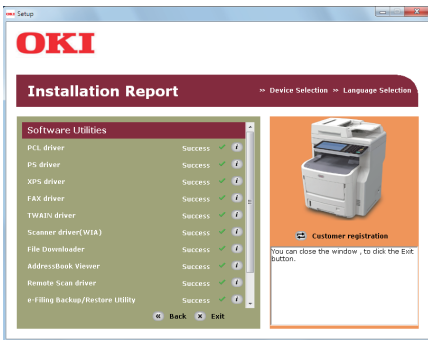 OKI Setup
OKI
Installation Report
» Device Selection » Language Selection
Software Utilities
PCL driver Success i
PS driver Success i
XPS driver Success i
FAX driver Success i
TWAIN driver Success i
Scanner driver(WIA) Success i
File Downloader Success i
AddressBook Viewer Success i
Remote Scan driver Success i
e-Filing Backup/Restore Utility Success i
« Back × Exit
Customer registration
You can close the window , to click the Exit
button.